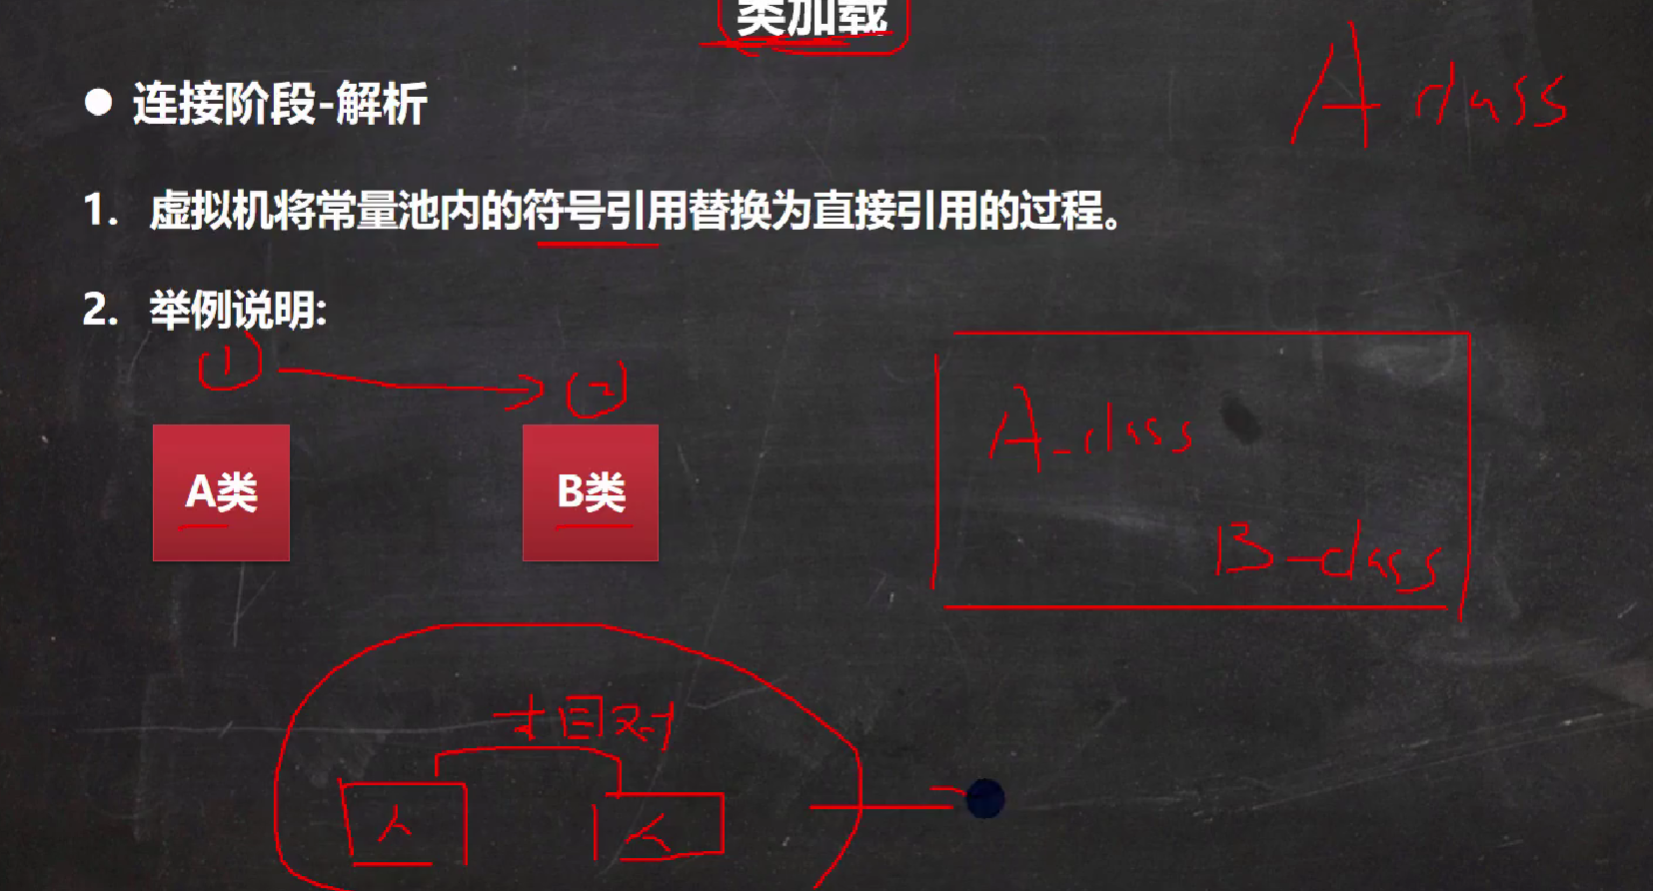 类加载
A class
连接阶段-解析
1. 虚拟机将常量池内的符号引用替换为直接引用的过程。
2. 举例说明:
1 2
A类 B类
A_class
B_class
相对
人 人